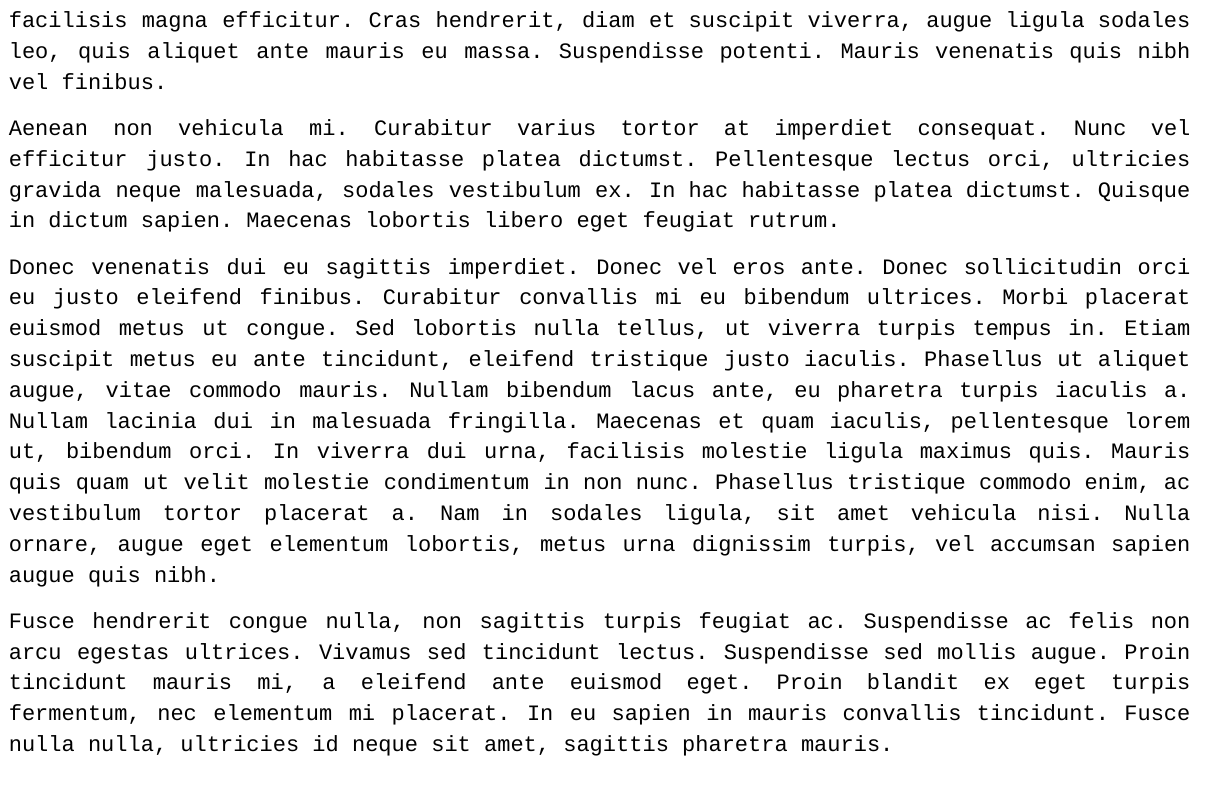 facilisis magna efficitur. Cras hendrerit, diam et suscipit viverra, augue ligula sodales
leo, quis aliquet ante mauris eu massa. Suspendisse potenti. Mauris venenatis quis nibh
vel finibus.
Aenean non vehicula mi. Curabitur varius tortor at imperdiet consequat. Nunc vel
efficitur justo. In hac habitasse platea dictumst. Pellentesque lectus orci, ultricies
gravida neque malesuada, sodales vestibulum ex. In hac habitasse platea dictumst. Quisque
in dictum sapien. Maecenas lobortis libero eget feugiat rutrum.
Donec venenatis dui eu sagittis imperdiet. Donec vel eros ante. Donec sollicitudin orci
eu justo eleifend finibus. Curabitur convallis mi eu bibendum ultrices. Morbi placerat
euismod metus ut congue. Sed lobortis nulla tellus, ut viverra turpis tempus in. Etiam
suscipit metus eu ante tincidunt, eleifend tristique justo iaculis. Phasellus ut aliquet
augue, vitae commodo mauris. Nullam bibendum lacus ante, eu pharetra turpis iaculis a.
Nullam lacinia dui in malesuada fringilla. Maecenas et quam iaculis, pellentesque lorem
ut, bibendum orci. In viverra dui urna, facilisis molestie ligula maximus quis. Mauris
quis quam ut velit molestie condimentum in non nunc. Phasellus tristique commodo enim, ac
vestibulum tortor placerat a. Nam in sodales ligula, sit amet vehicula nisi. Nulla
ornare, augue eget elementum lobortis, metus urna dignissim turpis, vel accumsan sapien
augue quis nibh.
Fusce hendrerit congue nulla, non sagittis turpis feugiat ac. Suspendisse ac felis non
arcu egestas ultrices. Vivamus sed tincidunt lectus. Suspendisse sed mollis augue. Proin
tincidunt mauris mi, a eleifend ante euismod eget. Proin blandit ex eget turpis
fermentum, nec elementum mi placerat. In eu sapien in mauris convallis tincidunt. Fusce
nulla nulla, ultricies id neque sit amet, sagittis pharetra mauris.